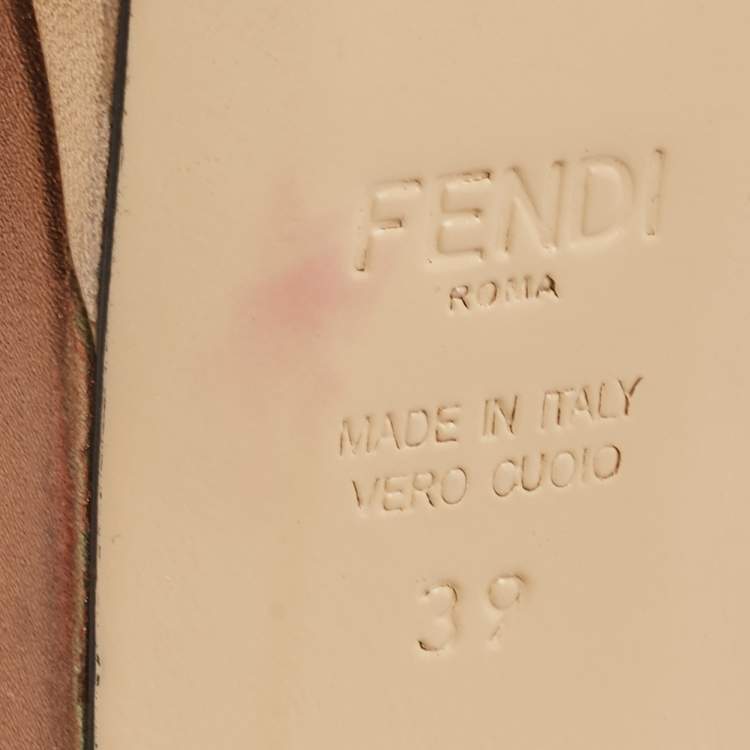 FENDI
ROMA
MADE IN ITALY
VERO CUOIO
39